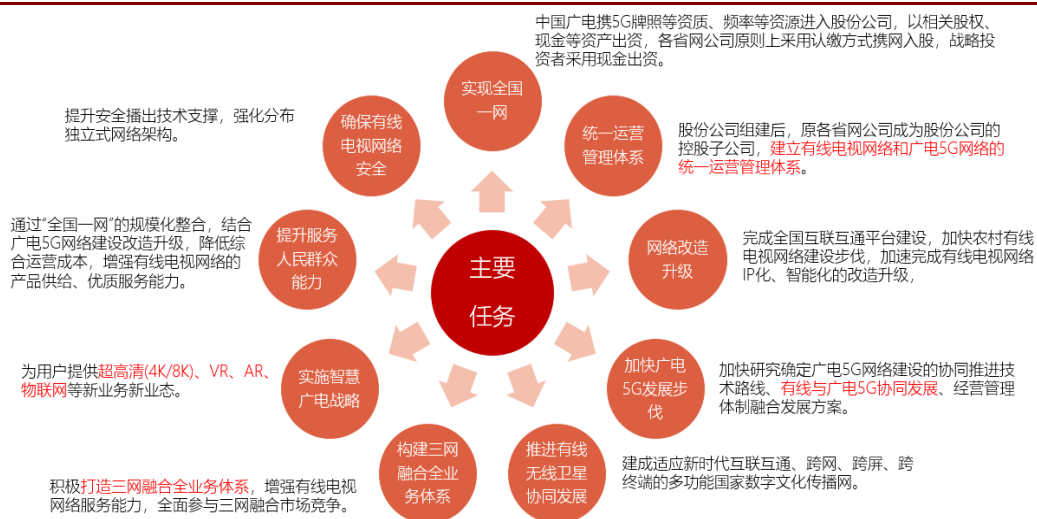 中国广电携5G牌照等资质、频率等资源进入股份公司，以相关股权、
现金等资产出资，各省网公司原则上采用认缴方式携网入股，战略投
资者采用现金出资。
实现全国
一网
提升安全播出技术支撑，强化分布
独立式网络架构。
确保有线
电视网络
安全
统一运营
管理体系
股份公司组建后，原各省网公司成为股份公司的
控股子公司，建立有线电视网络和广电5G网络的
统一运营管理体系。
通过“全国一网”的规模化整合，结合
广电5G网络建设改造升级，降低综
合运营成本，增强有线电视网络的
产品供给、优质服务能力。
提升服务
人民群众
能力
主要
任务
网络改造
升级
完成全国互联互通平台建设，加快农村有线
电视网络建设步伐，加速完成有线电视网络
IP化、智能化的改造升级，
为用户提供超高清(4K/8K)、VR、AR、
物联网等新业务新业态。
实施智慧
广电战略
加快广电
5G发展步
伐
加快研究确定广电5G网络建设的协同推进技
术路线、有线与广电5G协同发展、经营管理
体制融合发展方案。
积极打造三网融合全业务体系，增强有线电视
网络服务能力，全面参与三网融合市场竞争。
构建三网
融合全业
务体系
推进有线
无线卫星
协同发展
建成适应新时代互联互通、跨网、跨屏、跨
终端的多功能国家数字文化传播网。